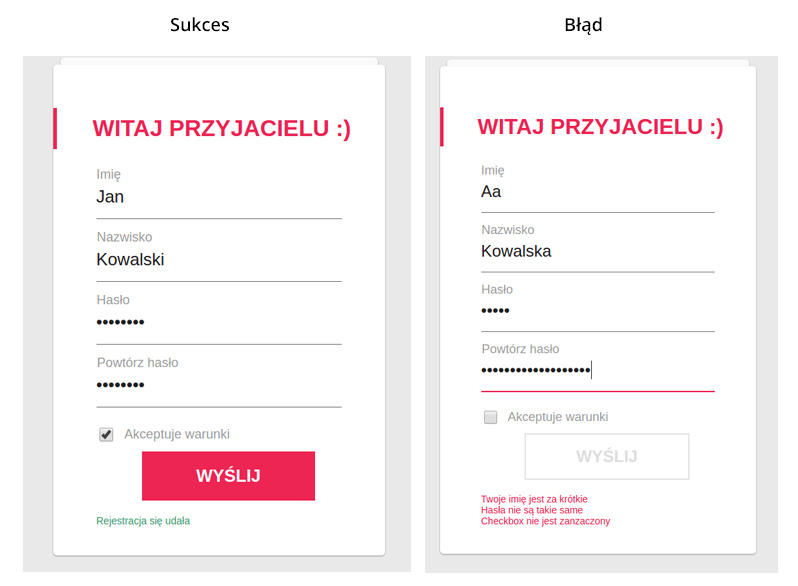 Sukces
WITAJ PRZYJACIELU :)
Imię
Jan
Nazwisko
Kowalski
Hasło
••••••••
Powtórz hasło
••••••••
Akceptuje warunki
WYŚLIJ
Rejestracja się udała
Błąd
WITAJ PRZYJACIELU :)
Imię
Aa
Nazwisko
Kowalska
Hasło
•••••
Powtórz hasło
•••••••••••••••••••
Akceptuje warunki
WYŚLIJ
Twoje imię jest za krótkie
Hasła nie są takie same
Checkbox nie jest zanzaczony